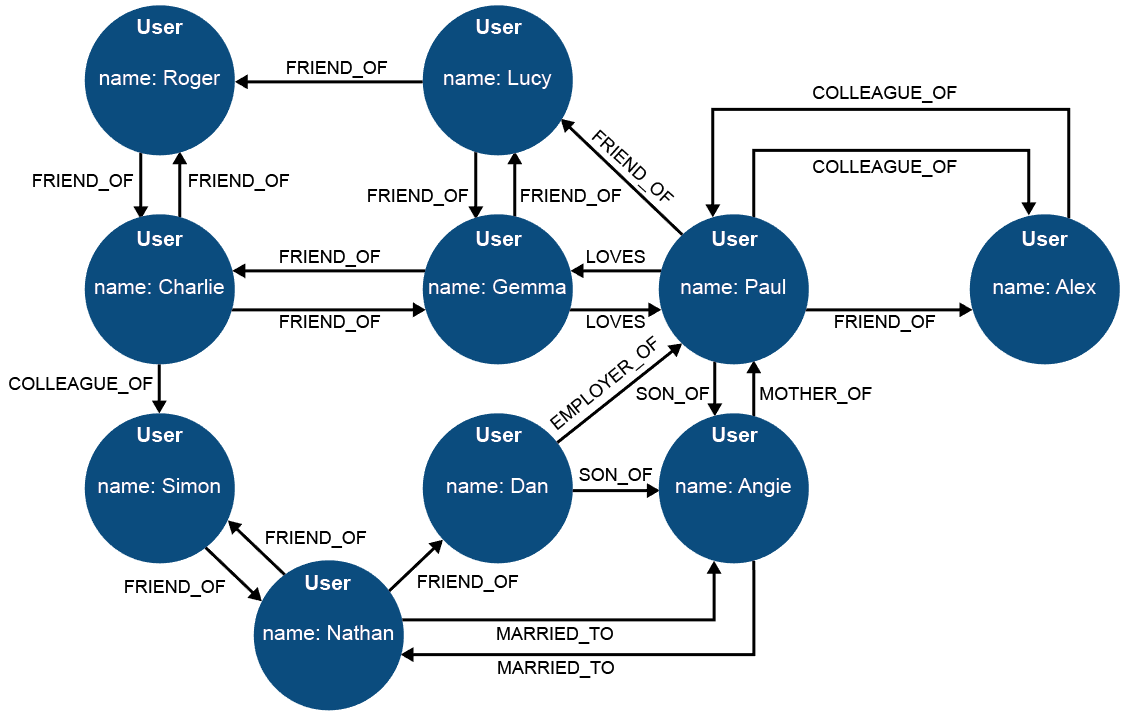 User
name: Roger
FRIEND_OF
User
name: Lucy
COLLEAGUE_OF
COLLEAGUE_OF
FRIEND_OF
FRIEND_OF
FRIEND_OF
FRIEND_OF
FRIEND_OF
User
name: Charlie
FRIEND_OF
FRIEND_OF
User
name: Gemma
LOVES
LOVES
User
name: Paul
FRIEND_OF
User
name: Alex
COLLEAGUE_OF
EMPLOYER_OF
SON_OF
MOTHER_OF
User
name: Simon
User
name: Dan
SON_OF
User
name: Angie
FRIEND_OF
FRIEND_OF
User
name: Nathan
FRIEND_OF
MARRIED_TO
MARRIED_TO